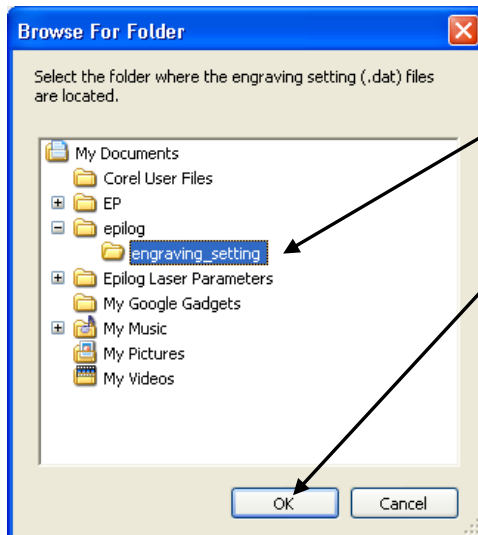 Browse For Folder
Select the folder where the engraving setting (.dat) files
are located.
My Documents
Corel User Files
EP
epilog
engraving_setting
Epilog Laser Parameters
My Google Gadgets
My Music
My Pictures
My Videos
OK
Cancel